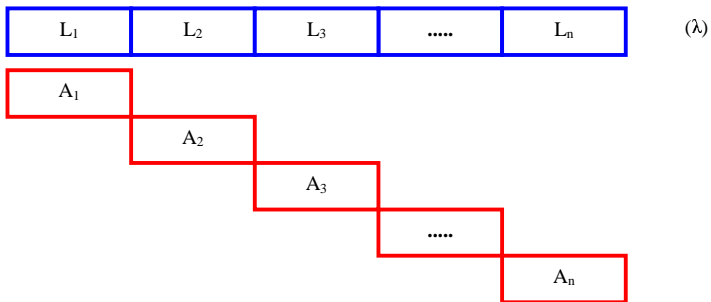 L₁ L₂ L₃ ..... Lₙ (λ)
A₁
A₂
A₃
.....
Aₙ